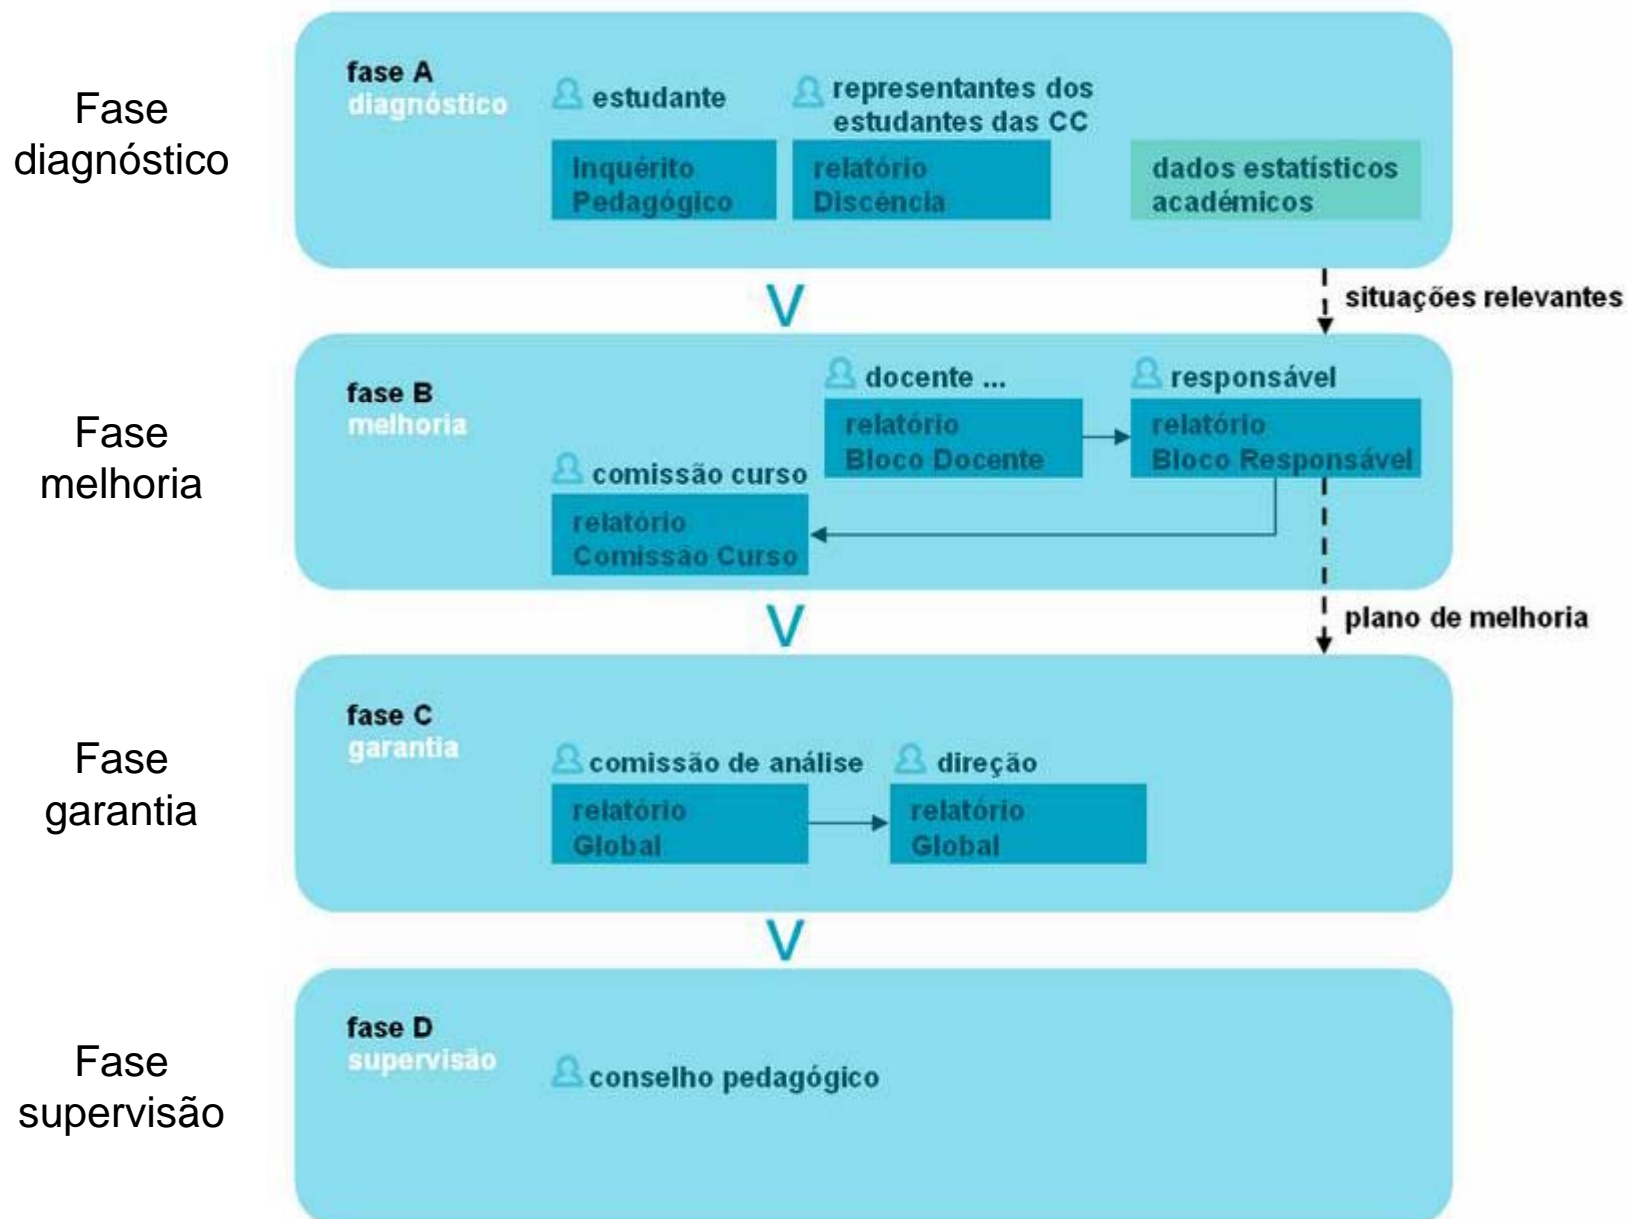 Fase
diagnóstico
fase A
diagnóstico
estudante
representantes dos
estudantes das CC
Inquérito
Pedagógico
relatório
Discência
dados estatísticos
académicos
situações relevantes
V
Fase
melhoria
fase B
melhoria
docente ...
responsável
relatório
Bloco Docente
relatório
Bloco Responsável
comissão curso
relatório
Comissão Curso
plano de melhoria
V
Fase
garantia
fase C
garantia
comissão de análise
direção
relatório
Global
relatório
Global
V
Fase
supervisão
fase D
supervisão
conselho pedagógico